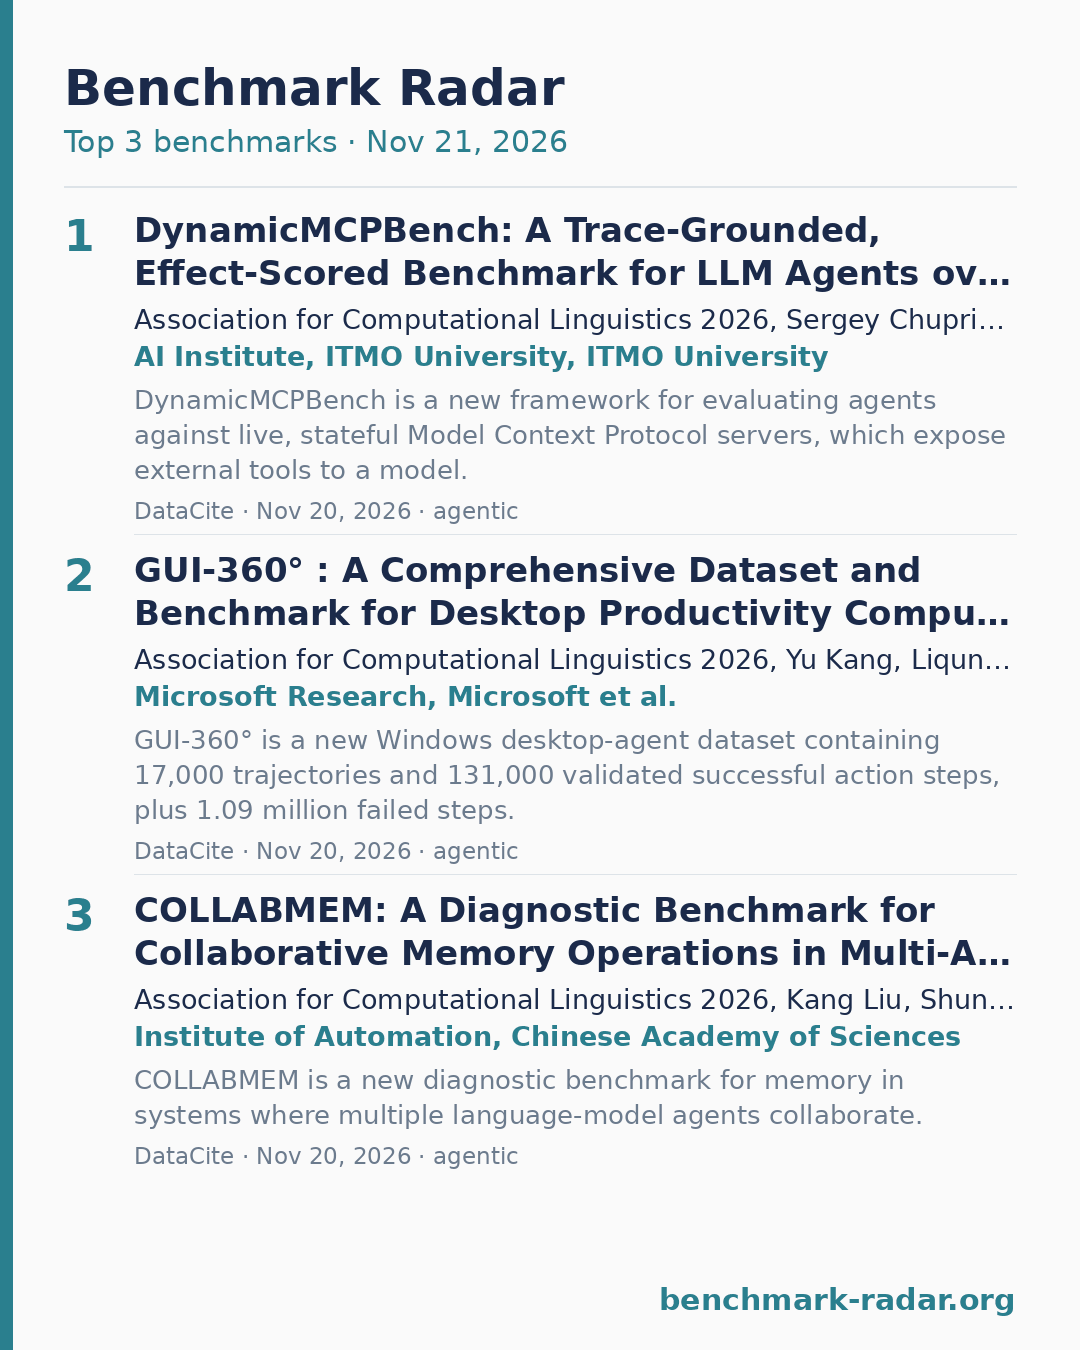 Benchmark Radar
Top 3 benchmarks · Nov 21, 2026
1
DynamicMCPBench: A Trace-Grounded,
Effect-Scored Benchmark for LLM Agents ov…
Association for Computational Linguistics 2026, Sergey Chupri…
AI Institute, ITMO University, ITMO University
DynamicMCPBench is a new framework for evaluating agents
against live, stateful Model Context Protocol servers, which expose
external tools to a model.
DataCite · Nov 20, 2026 · agentic
2
GUI-360° : A Comprehensive Dataset and
Benchmark for Desktop Productivity Compu…
Association for Computational Linguistics 2026, Yu Kang, Liqun…
Microsoft Research, Microsoft et al.
GUI-360° is a new Windows desktop-agent dataset containing
17,000 trajectories and 131,000 validated successful action steps,
plus 1.09 million failed steps.
DataCite · Nov 20, 2026 · agentic
3
COLLABMEM: A Diagnostic Benchmark for
Collaborative Memory Operations in Multi-A…
Association for Computational Linguistics 2026, Kang Liu, Shun…
Institute of Automation, Chinese Academy of Sciences
COLLABMEM is a new diagnostic benchmark for memory in
systems where multiple language-model agents collaborate.
DataCite · Nov 20, 2026 · agentic
benchmark-radar.org